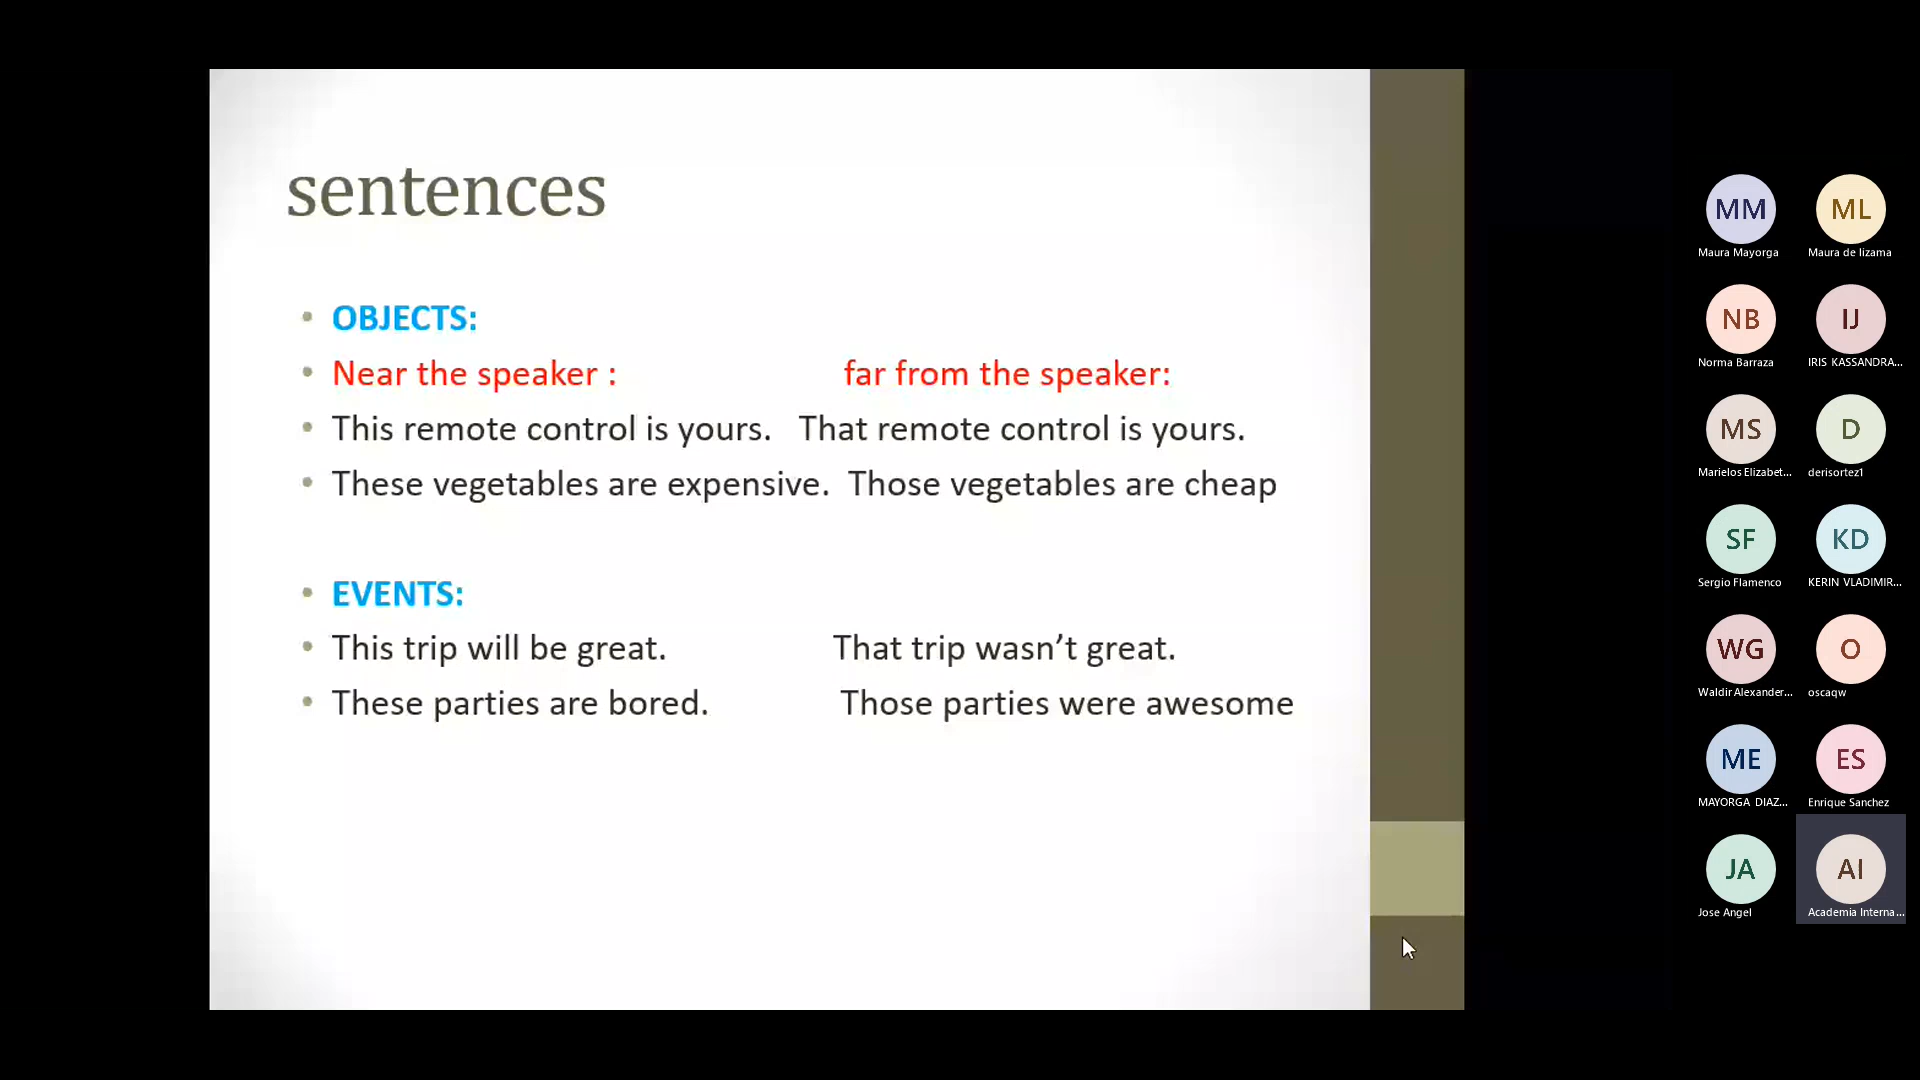 sentences
OBJECTS:
Near the speaker : far from the speaker:
This remote control is yours. That remote control is yours.
These vegetables are expensive. Those vegetables are cheap
EVENTS:
This trip will be great. That trip wasn't great.
These parties are bored. Those parties were awesome
MM ML
Maura Mayorga Maura de lizama
NB IJ
Norma Barraza IRIS KASSANDRA...
MS D
Marielos Elizabet... derisortez1
SF KD
Sergio Flamenco KERIN VLADIMIR...
WG O
Waldir Alexander... oscaqw
ME ES
MAYORGA DIAZ... Enrique Sanchez
JA AI
Jose Angel Academia Interna...